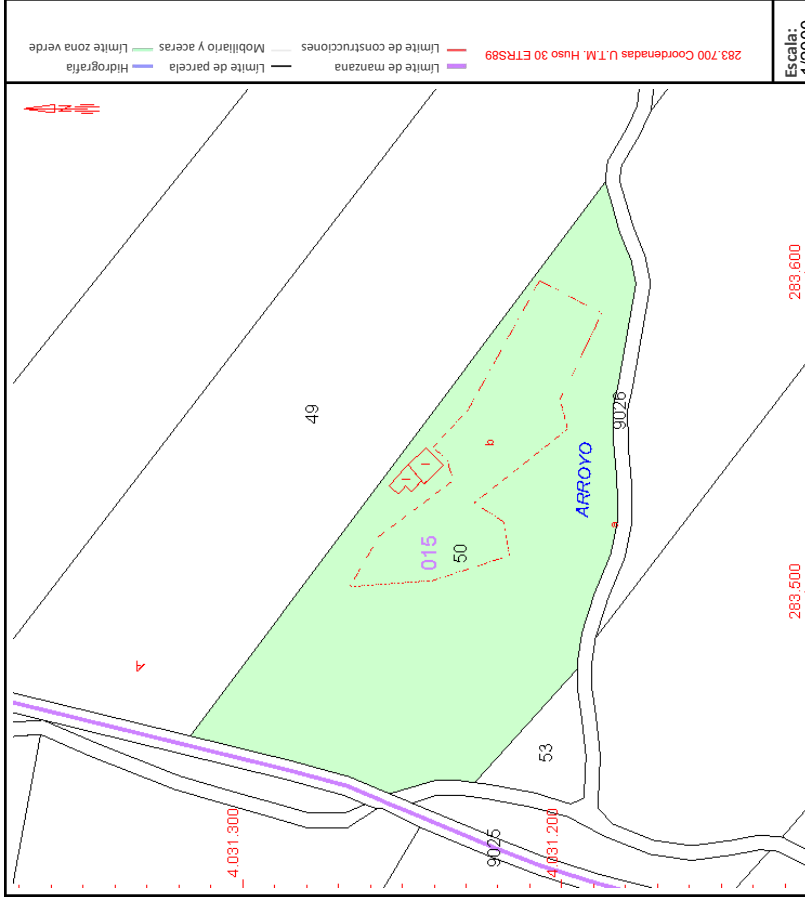 Límite zona verde
Mobiliario y aceras
Límite de construcciones
283.700 Coordenadas U.T.M. Huso 30 ETRS89
Hidrografía
Límite de parcela
Límite de manzana
Escala:
N
49
A
015
50
b
ARROYO
9026
a
53
9025
283.600
283.500
4.031.300
4.031.200